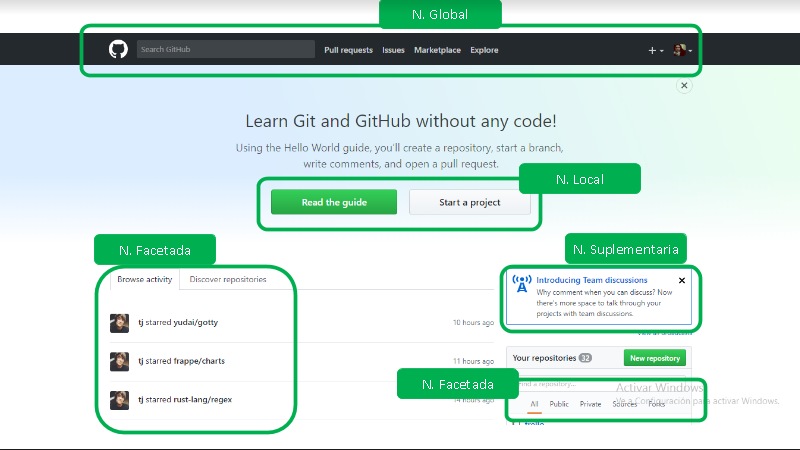 N. Global
Search GitHub
Pull requests Issues Marketplace Explore
Learn Git and GitHub without any code!
Using the Hello World guide, you'll create a repository, start a branch,
write comments, and open a pull request.
N. Local
Read the guide
Start a project
N. Facetada
N. Suplementaria
Browse activity
Discover repositories
Introducing Team discussions
Why comment when you can discuss? Now
there's more space to talk through your
projects with team discussions.
tj starred yudai/gotty
10 hours ago
Your repositories 32
New repository
tj starred frappe/charts
11 hours ago
N. Facetada
Find a repository...
Activar Windows
Ve a Configuración para activar Windows.
tj starred rust-lang/regex
14 hours ago
All Public Private Sources Forks